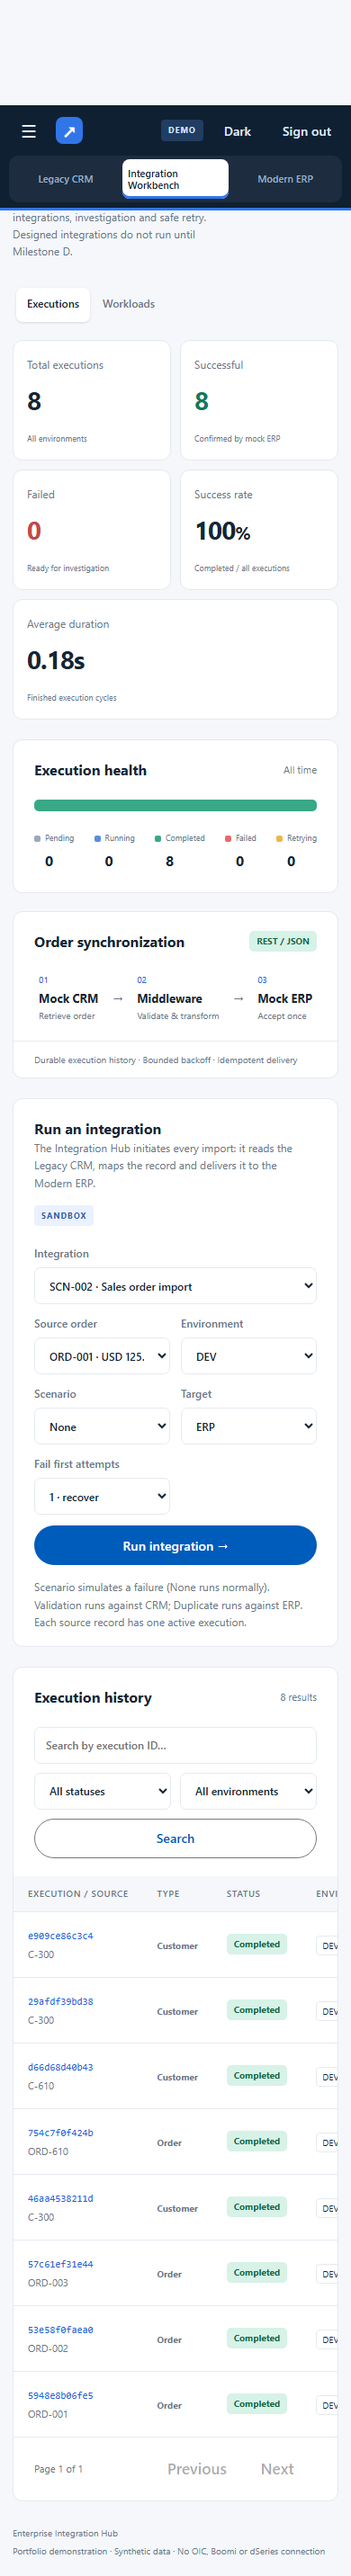 ☰ DEMO Dark Sign out
Legacy CRM
Integration
Workbench
Modern ERP
integrations, investigation and safe retry.
Designed integrations do not run until
Milestone D.
Executions Workloads
Total executions
8
All environments
Successful
8
Confirmed by mock ERP
Failed
0
Ready for investigation
Success rate
100%
Completed / all executions
Average duration
0.18s
Finished execution cycles
Execution health All time
Pending Running Completed Failed Retrying
0 0 8 0 0
Order synchronization REST / JSON
01 02 03
Mock CRM → Middleware → Mock ERP
Retrieve order Validate & transform Accept once
Durable execution history · Bounded backoff · Idempotent delivery
Run an integration
The Integration Hub initiates every import: it reads the
Legacy CRM, maps the record and delivers it to the
Modern ERP.
SANDBOX
Integration
SCN-002 · Sales order import
Source order Environment
ORD-001 · USD 125. DEV
Scenario Target
None ERP
Fail first attempts
1 · recover
Run integration →
Scenario simulates a failure (None runs normally).
Validation runs against CRM; Duplicate runs against ERP.
Each source record has one active execution.
Execution history 8 results
Search by execution ID...
All statuses All environments
Search
EXECUTION / SOURCE TYPE STATUS ENVI
e909ce86c3c4
C-300
Customer Completed DEV
29afdf39bd38
C-300
Customer Completed DEV
d66d68d40b43
C-610
Customer Completed DEV
754c7f0f424b
ORD-610
Order Completed DEV
46aa4538211d
C-300
Customer Completed DEV
57c61ef31e44
ORD-003
Order Completed DEV
53e58f0faea0
ORD-002
Order Completed DEV
5948e8b06fe5
ORD-001
Order Completed DEV
Page 1 of 1 Previous Next
Enterprise Integration Hub
Portfolio demonstration · Synthetic data · No OIC, Boomi or dSeries connection